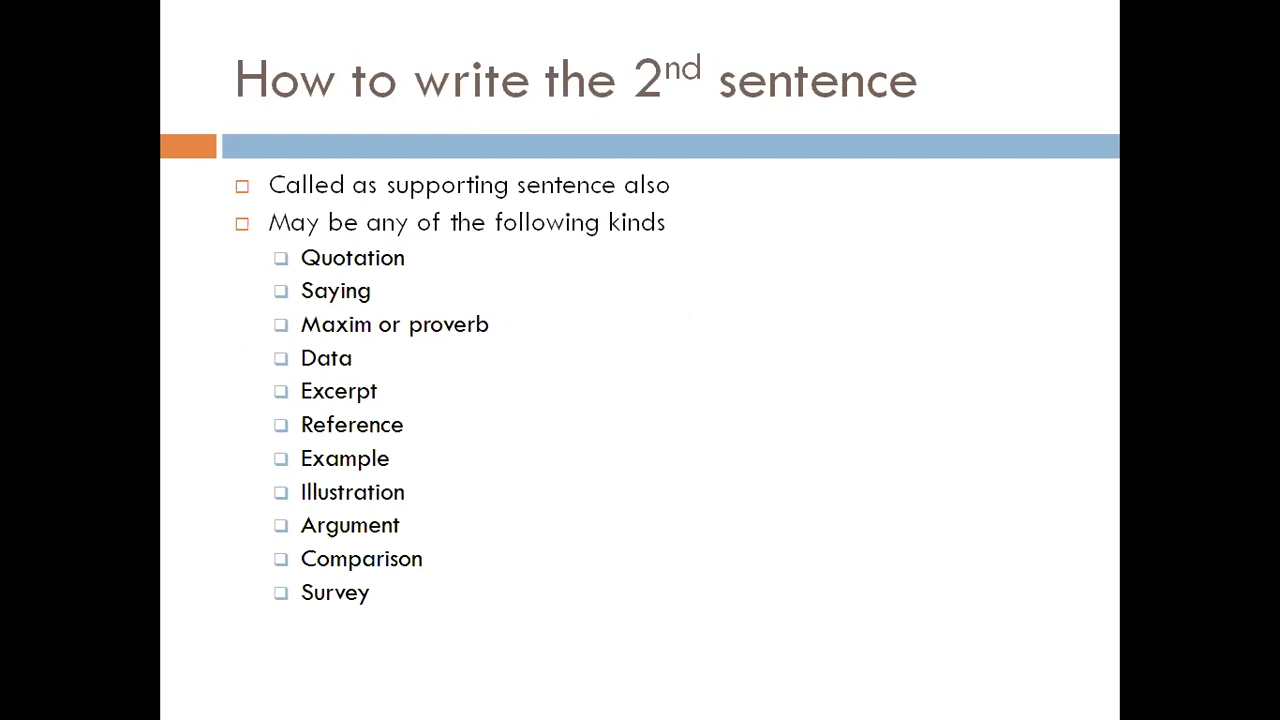 How to write the 2nd sentence
Called as supporting sentence also
May be any of the following kinds
Quotation
Saying
Maxim or proverb
Data
Excerpt
Reference
Example
Illustration
Argument
Comparison
Survey